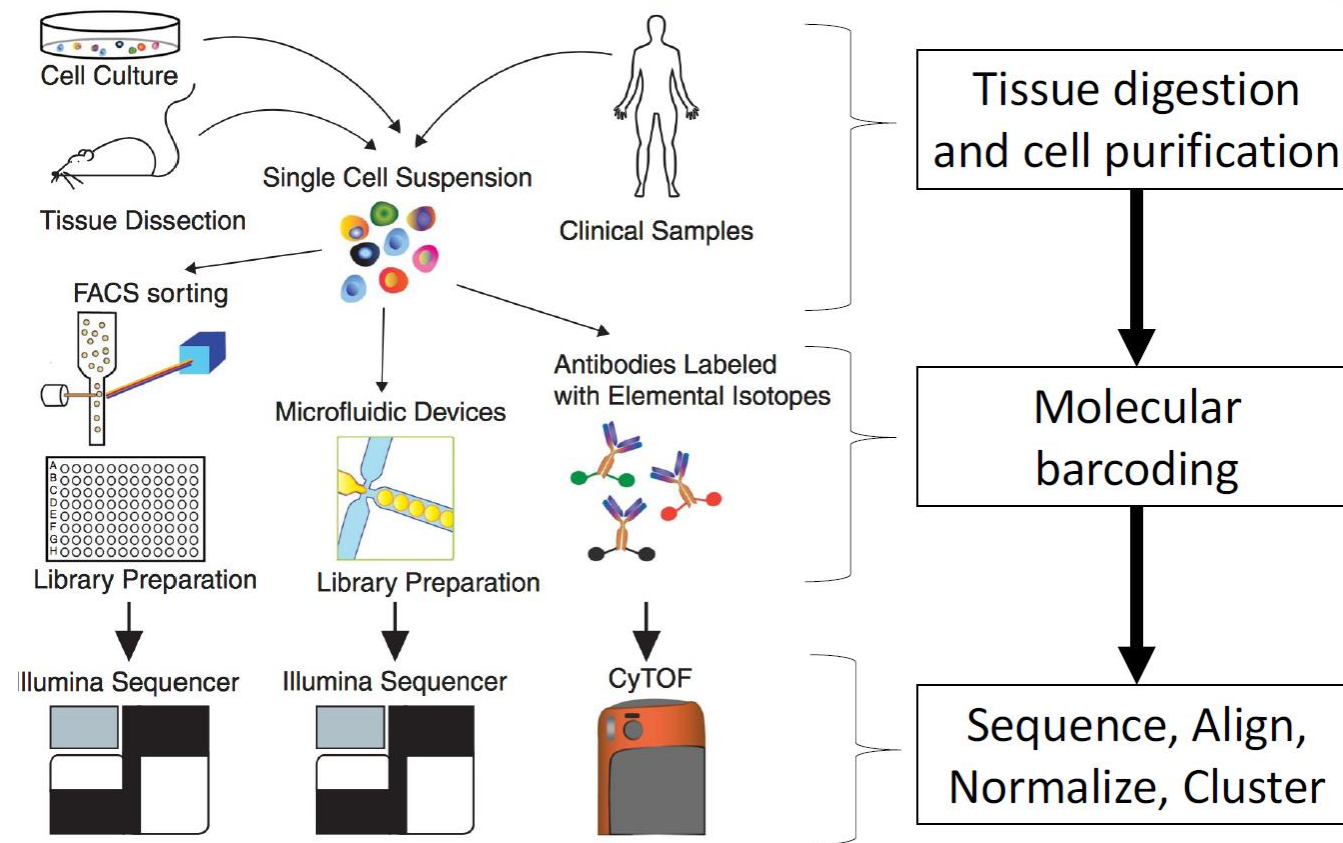 Cell Culture
Tissue Dissection
Single Cell Suspension
Clinical Samples
FACS sorting
A
B
C
D
E
F
G
H
Library Preparation
Microfluidic Devices
Library Preparation
Antibodies Labeled
with Elemental Isotopes
Illumina Sequencer
Illumina Sequencer
CyTOF
Tissue digestion
and cell purification
Molecular
barcoding
Sequence, Align,
Normalize, Cluster